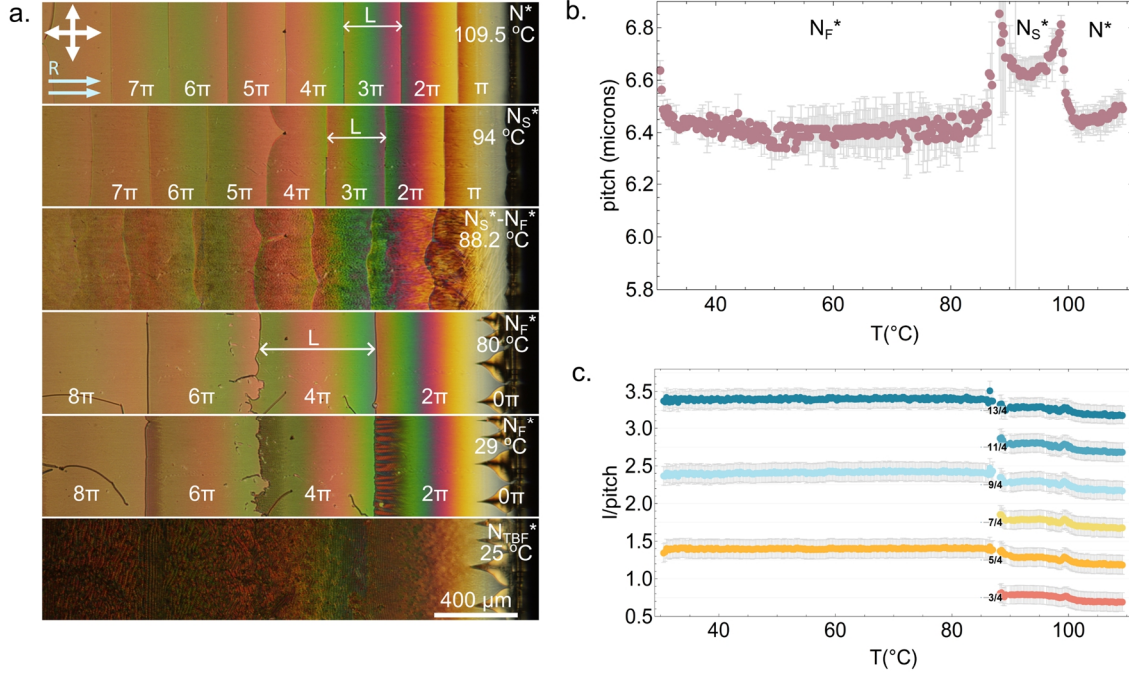 a.
N*
109.5 °C
R
L
7π 6π 5π 4π 3π 2π π
N_S*
94 °C
L
7π 6π 5π 4π 3π 2π π
N_S*-N_F*
88.2 °C
N_F*
80 °C
L
8π 6π 4π 2π 0π
N_F*
29 °C
8π 6π 4π 2π 0π
N_TBF*
25 °C
400 μm
b.
N_F* N_S* N*
6.8
6.6
6.4
6.2
6.0
5.8
pitch (microns)
40 60 80 100
T(°C)
c.
3.5
3.0
2.5
2.0
1.5
1.0
0.5
l/pitch
13/4
11/4
9/4
7/4
5/4
3/4
40 60 80 100
T(°C)